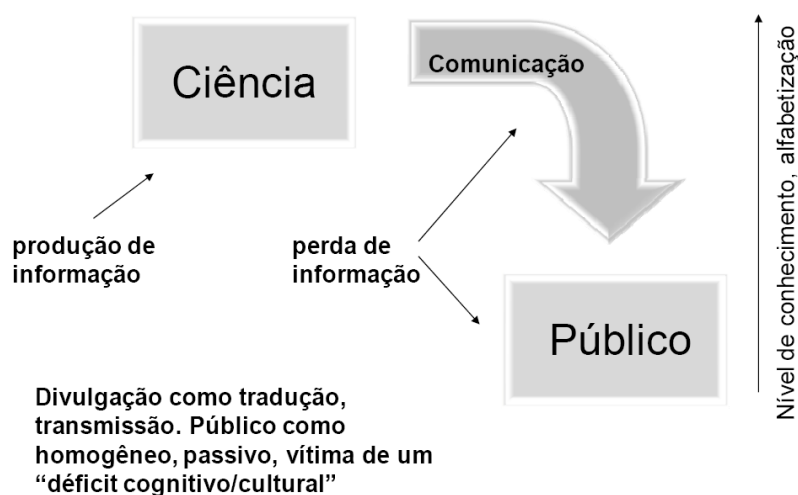 Ciência
Comunicação
produção de
informação
perda de
informação
Público
Nível de conhecimento, alfabetização
Divulgação como tradução,
transmissão. Público como
homogêneo, passivo, vítima de um
“déficit cognitivo/cultural”